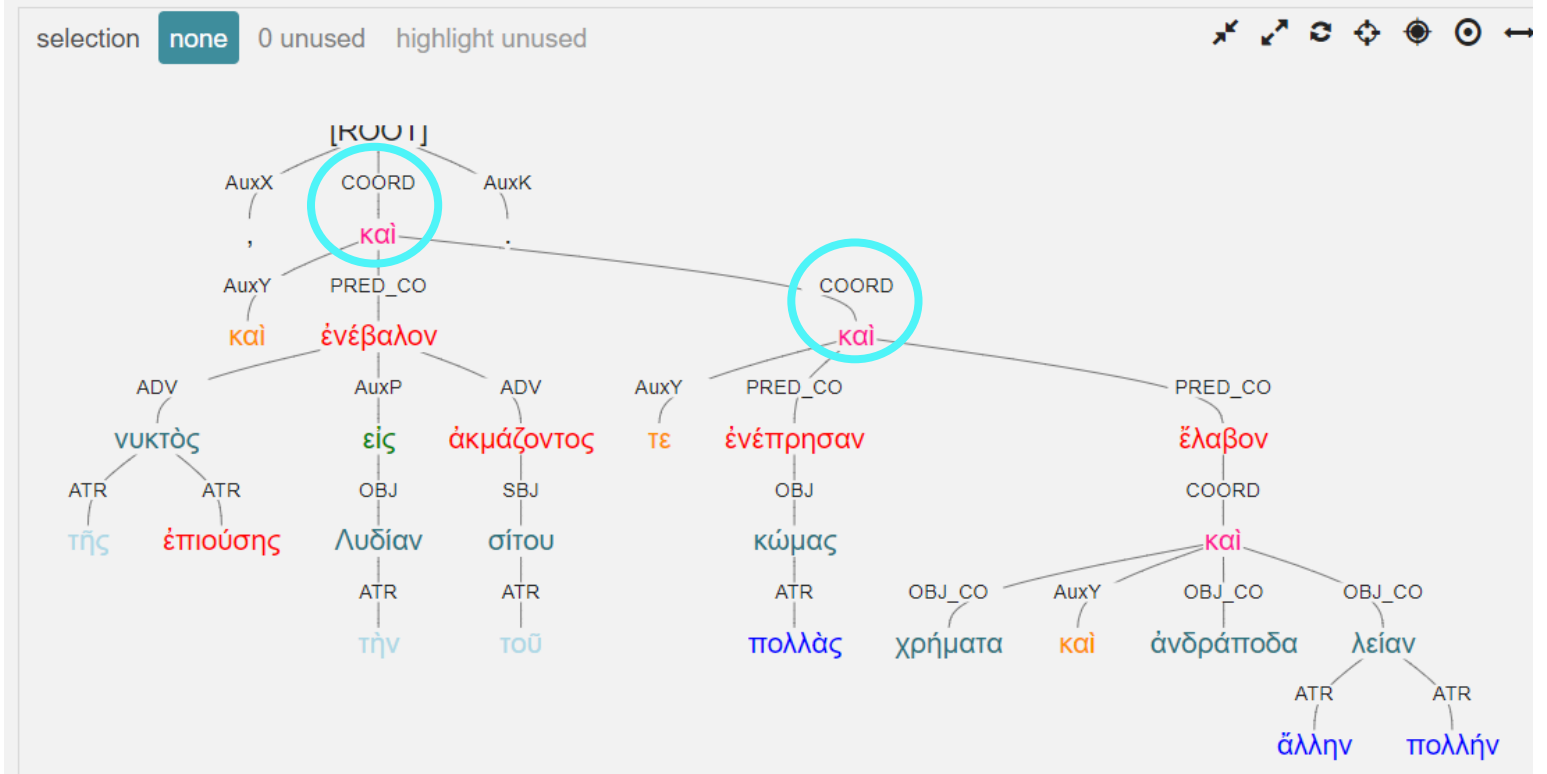 selection none 0 unused highlight unused
[ROOT]
AuxX COORD AuxK
, καὶ .
AuxY PRED_CO COORD
καὶ ἐνέβαλον καὶ
ADV AuxP ADV AuxY PRED_CO PRED_CO
νυκτὸς εἰς ἀκμάζοντος τε ἐνέπρησαν ἔλαβον
ATR ATR OBJ SBJ OBJ COORD
τῆς ἐπιούσης Λυδίαν σίτου κώμας καὶ
ATR ATR ATR OBJ_CO AuxY OBJ_CO OBJ_CO
τὴν τοῦ πολλὰς χρήματα καὶ ἀνδράποδα λείαν
ATR ATR
ἄλλην πολλήν